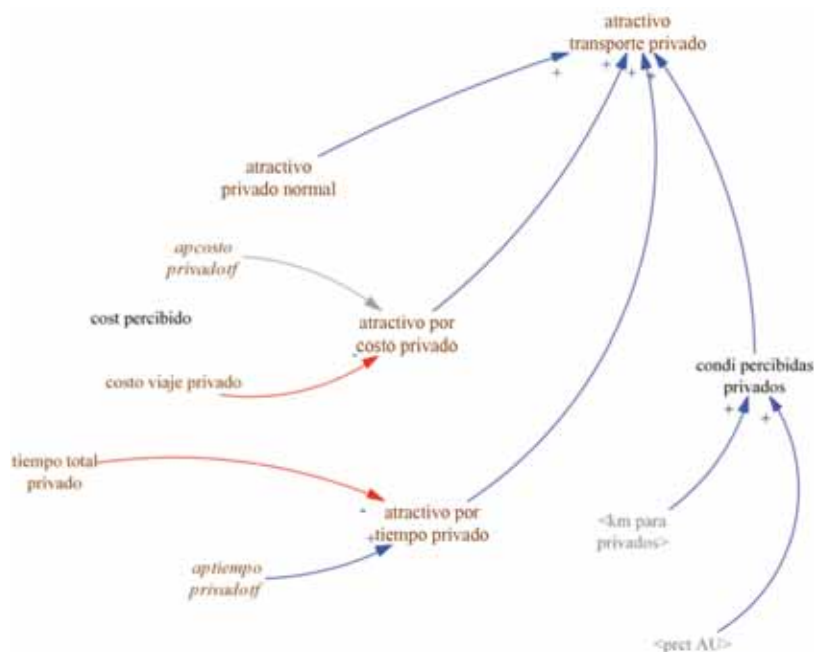 atractivo
transporte privado
+ + + +
atractivo
privado normal
apcosto
privadotf
cost percibido
atractivo por
costo privado
-
costo viaje privado
condi percibidas
privados
+ +
tiempo total
privado
-
atractivo por
tiempo privado
+
<km para
privados>
aptiempo
privadotf
<prct AU>